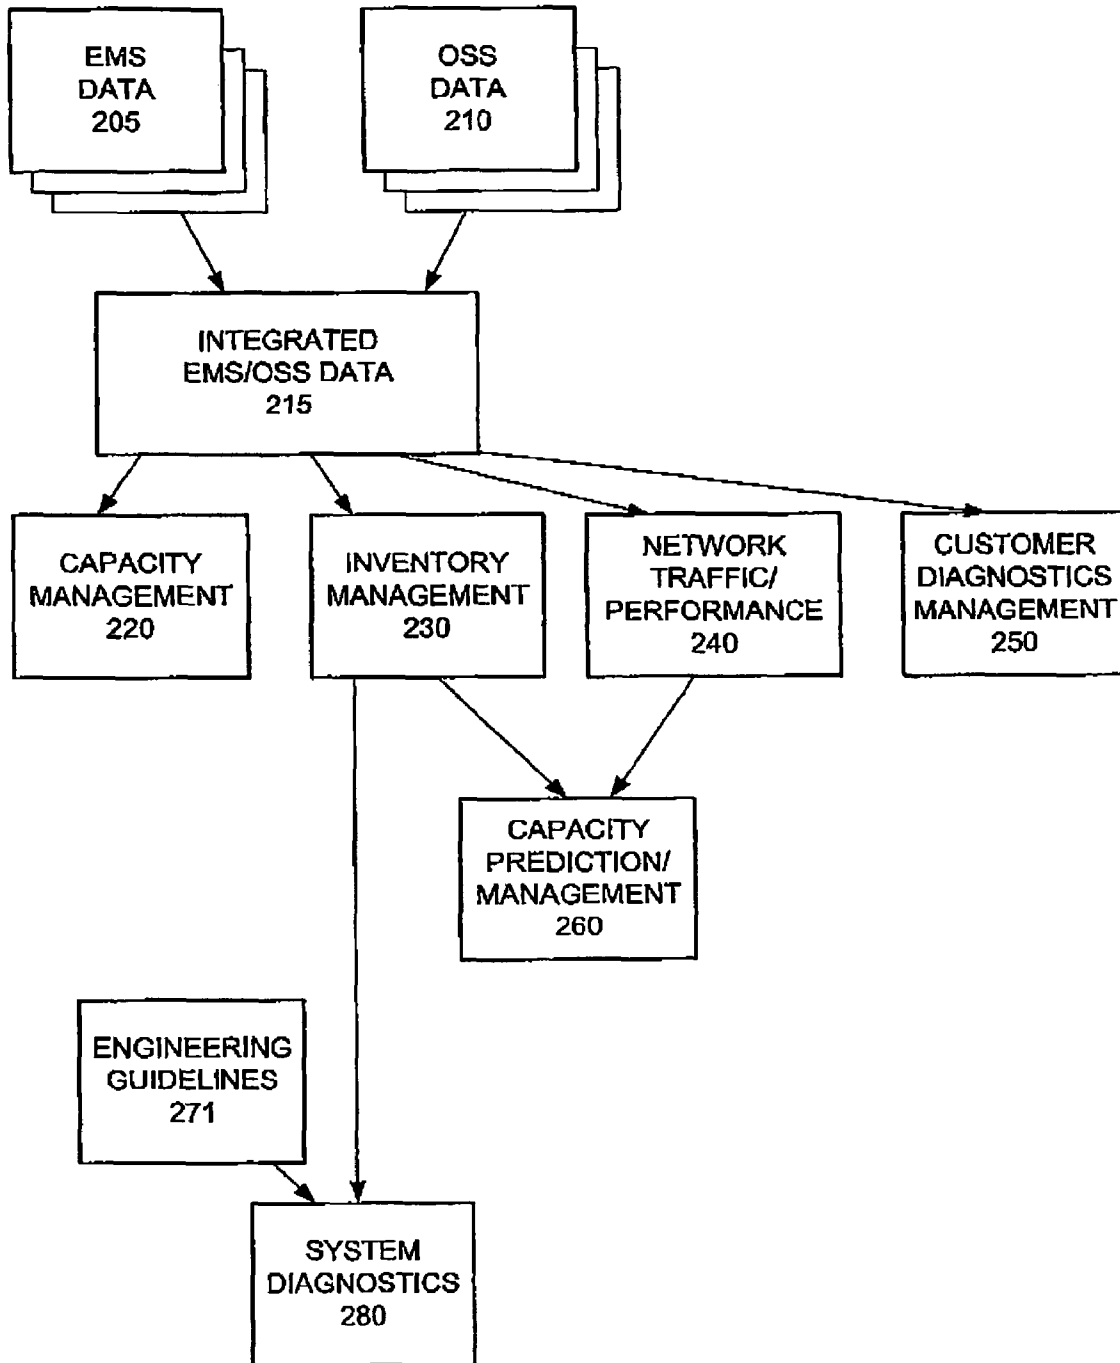 EMS
DATA
205
OSS
DATA
210
INTEGRATED
EMS/OSS DATA
215
CAPACITY
MANAGEMENT
220
INVENTORY
MANAGEMENT
230
NETWORK
TRAFFIC/
PERFORMANCE
240
CUSTOMER
DIAGNOSTICS
MANAGEMENT
250
CAPACITY
PREDICTION/
MANAGEMENT
260
ENGINEERING
GUIDELINES
271
SYSTEM
DIAGNOSTICS
280